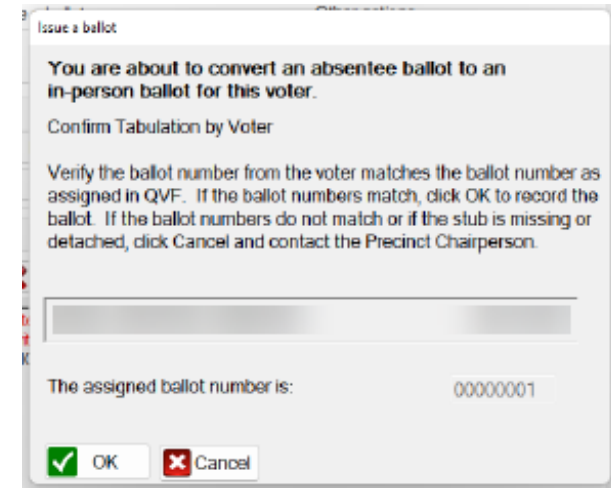 Issue a ballot
You are about to convert an absentee ballot to an
in-person ballot for this voter.
Confirm Tabulation by Voter
Verify the ballot number from the voter matches the ballot number as
assigned in QVF. If the ballot numbers match, click OK to record the
ballot. If the ballot numbers do not match or if the stub is missing or
detached, click Cancel and contact the Precinct Chairperson.
The assigned ballot number is: 00000001
OK Cancel